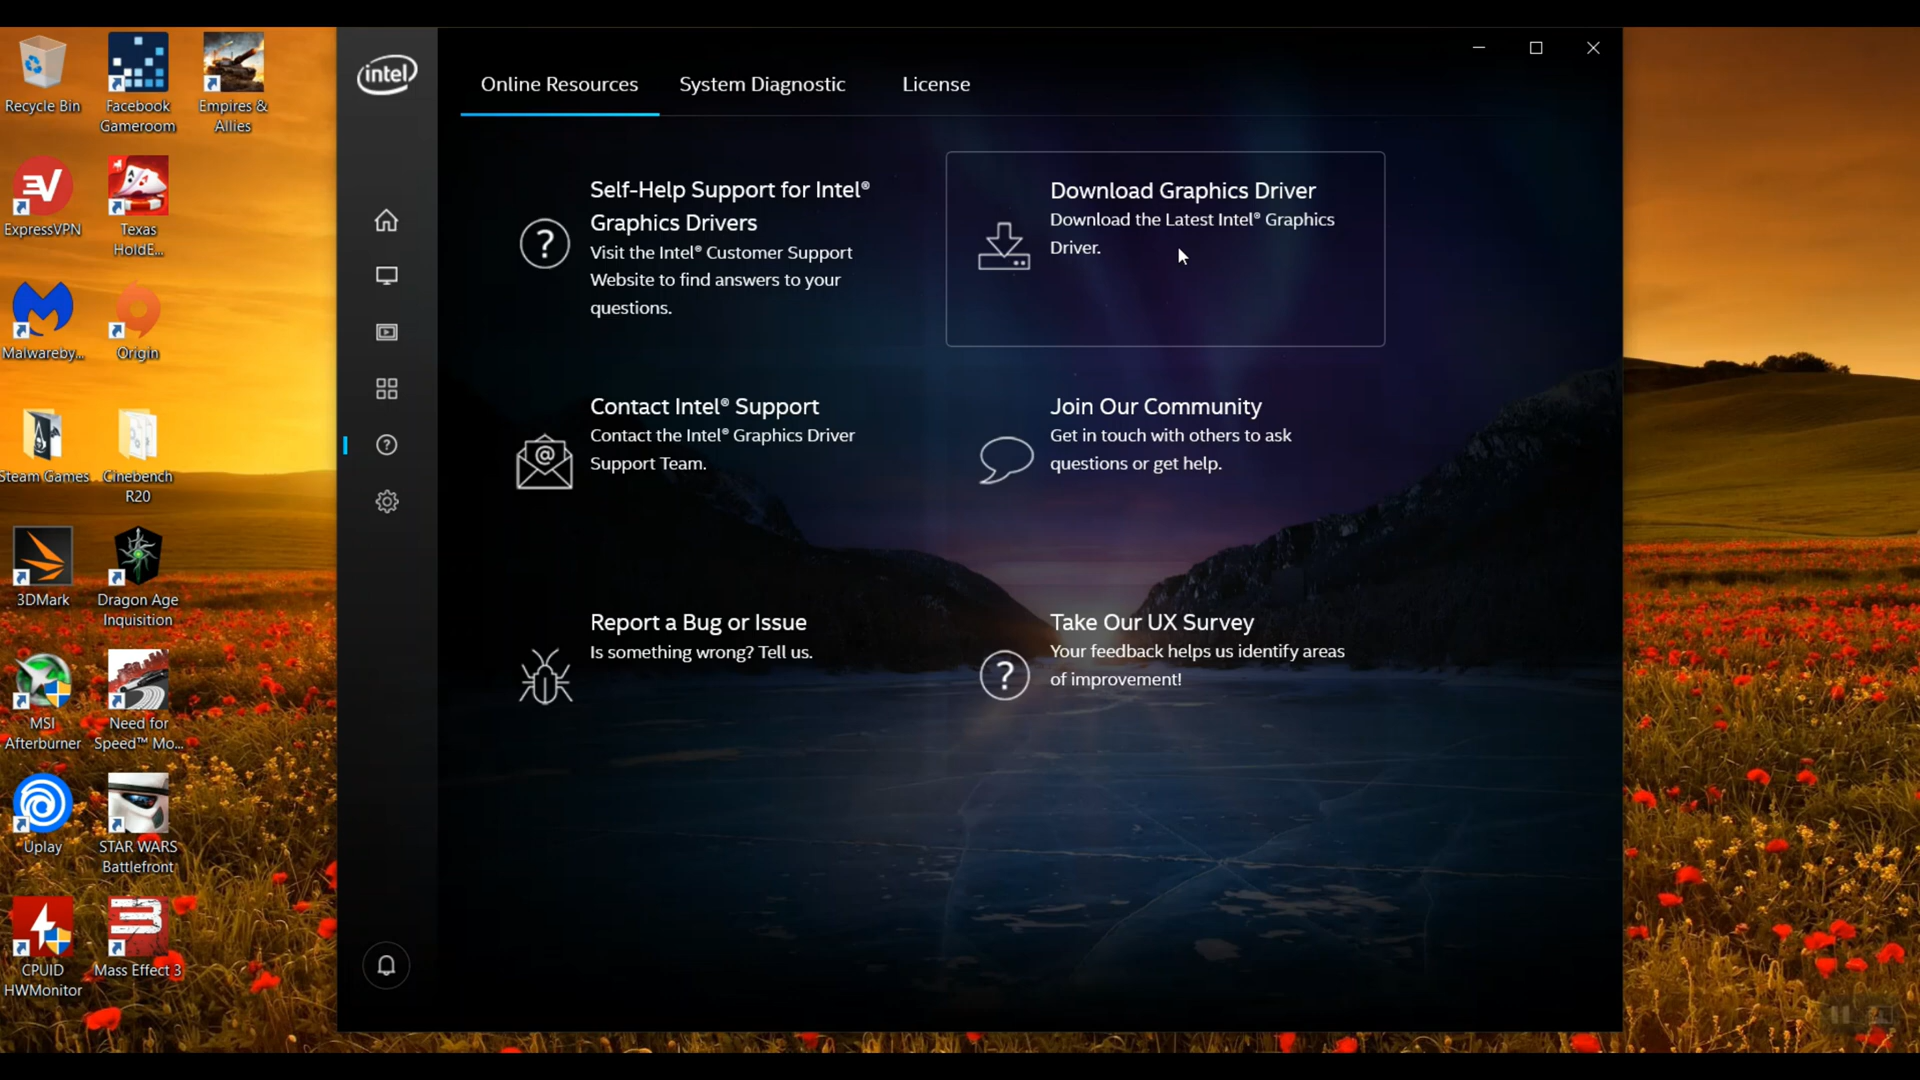 Recycle Bin
Facebook
Gameroom
Empires &
Allies
ExpressVPN
Texas
HoldE...
Malwareby...
Origin
Steam Games
Cinebench
R20
3DMark
Dragon Age
Inquisition
MSI
Afterburner
Need for
Speed™ Mo...
Uplay
STAR WARS
Battlefront
CPUID
HWMonitor
Mass Effect 3
intel
Online Resources
System Diagnostic
License
Self-Help Support for Intel®
Graphics Drivers
Visit the Intel® Customer Support
Website to find answers to your
questions.
Download Graphics Driver
Download the Latest Intel® Graphics
Driver.
Contact Intel® Support
Contact the Intel® Graphics Driver
Support Team.
Join Our Community
Get in touch with others to ask
questions or get help.
Report a Bug or Issue
Is something wrong? Tell us.
Take Our UX Survey
Your feedback helps us identify areas
of improvement!